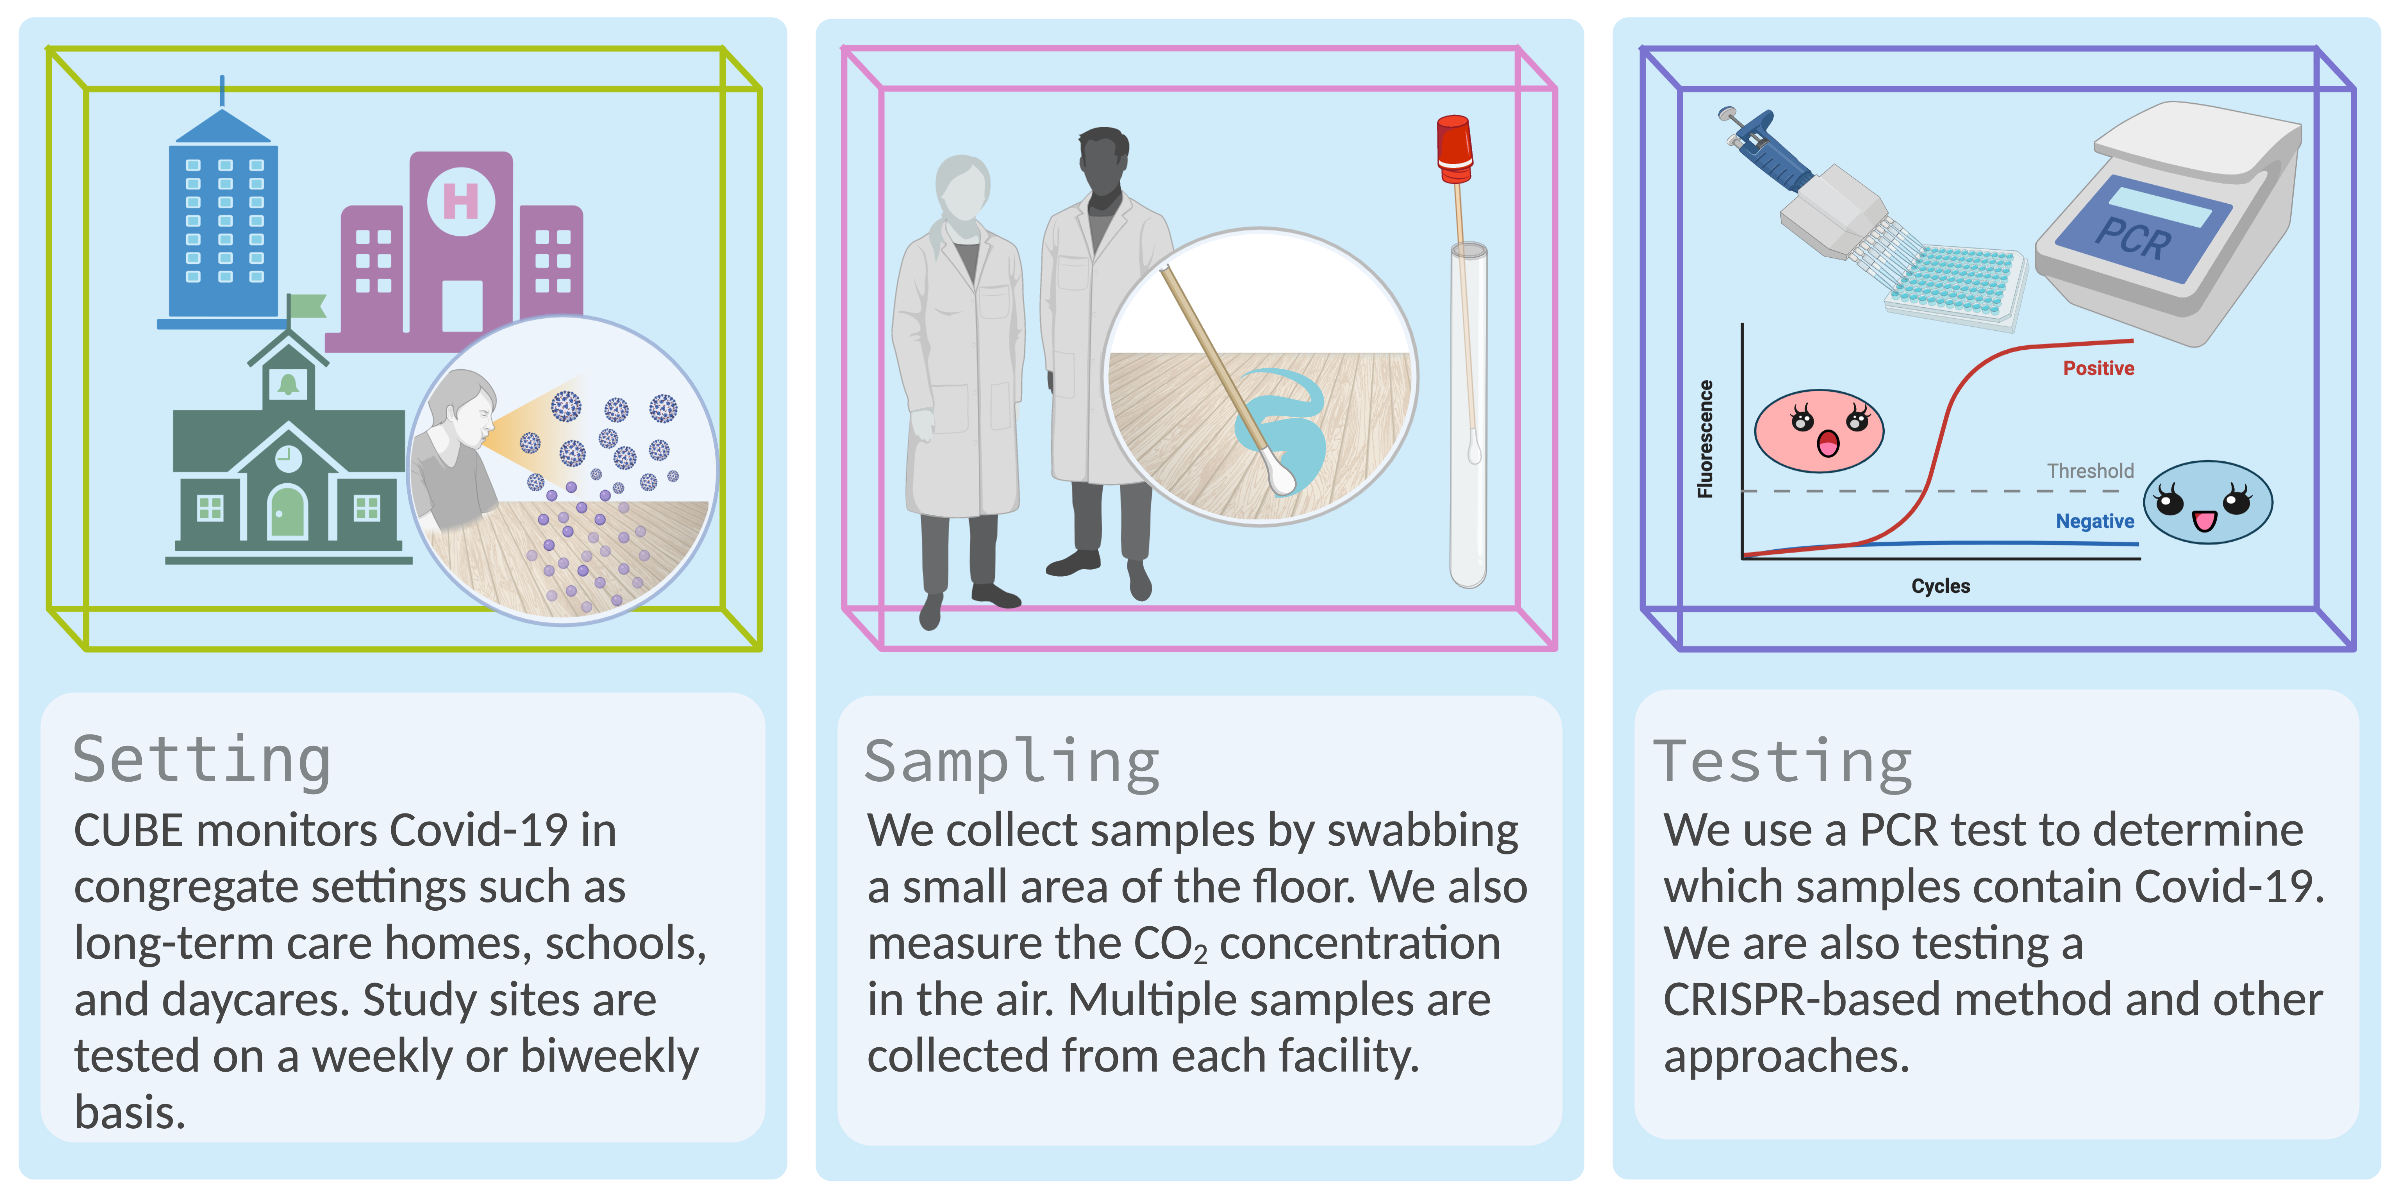 H
Setting
CUBE monitors Covid-19 in
congregate settings such as
long-term care homes, schools,
and daycares. Study sites are
tested on a weekly or biweekly
basis.
Sampling
We collect samples by swabbing
a small area of the floor. We also
measure the CO₂ concentration
in the air. Multiple samples are
collected from each facility.
PCR
Fluorescence
Positive
Threshold
Negative
Cycles
Testing
We use a PCR test to determine
which samples contain Covid-19.
We are also testing a
CRISPR-based method and other
approaches.